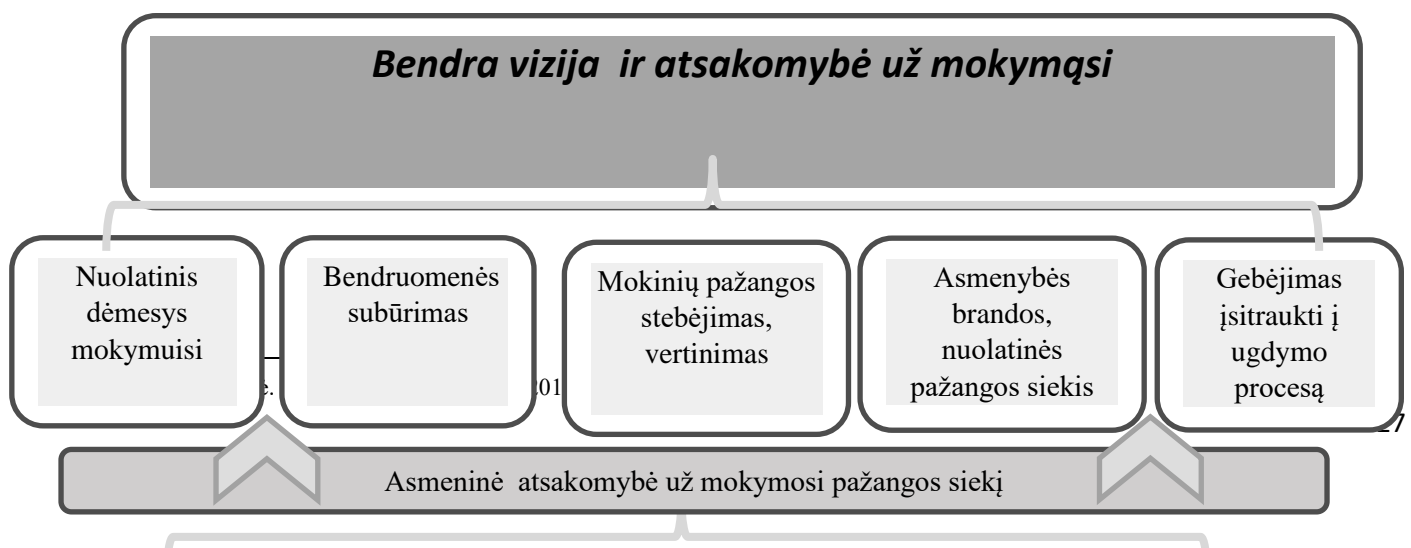 Bendra vizija ir atsakomybė už mokymąsi
Nuolatinis
dėmesys
mokymuisi
Bendruomenės
subūrimas
Mokinių pažangos
stebėjimas,
vertinimas
Asmenybės
brandos,
nuolatinės
pažangos siekis
Gebėjimas
įsitraukti į
ugdymo
procesą
Asmeninė atsakomybė už mokymosi pažangos siekį